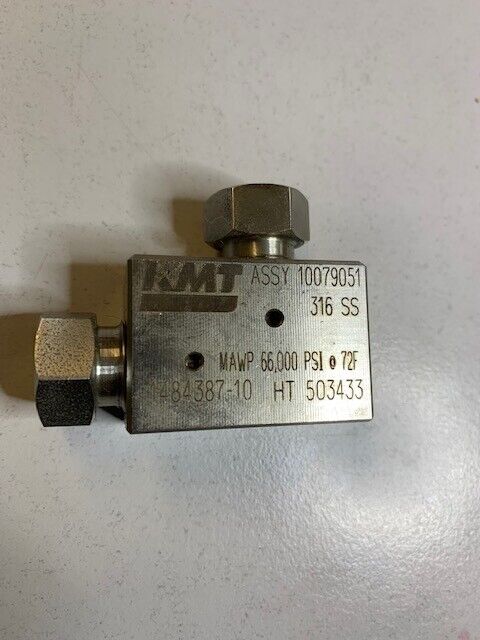 KMT ASSY 10079051
316 SS
MAWP 66,000 PSI @ 72F
484387-10 HT 503433